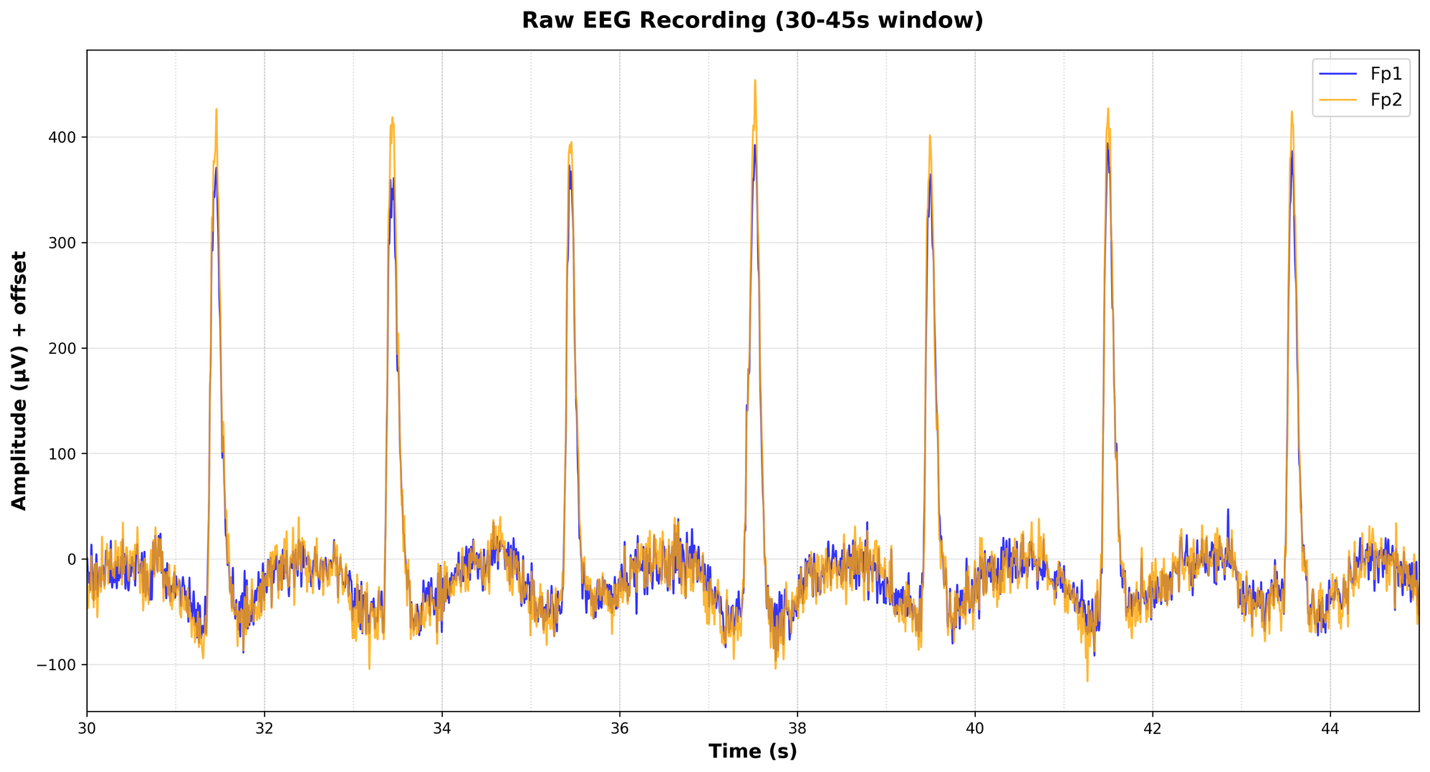 Raw EEG Recording (30-45s window)
Fp1
Fp2
Amplitude (µV) + offset
400
300
200
100
0
−100
30 32 34 36 38 40 42 44
Time (s)